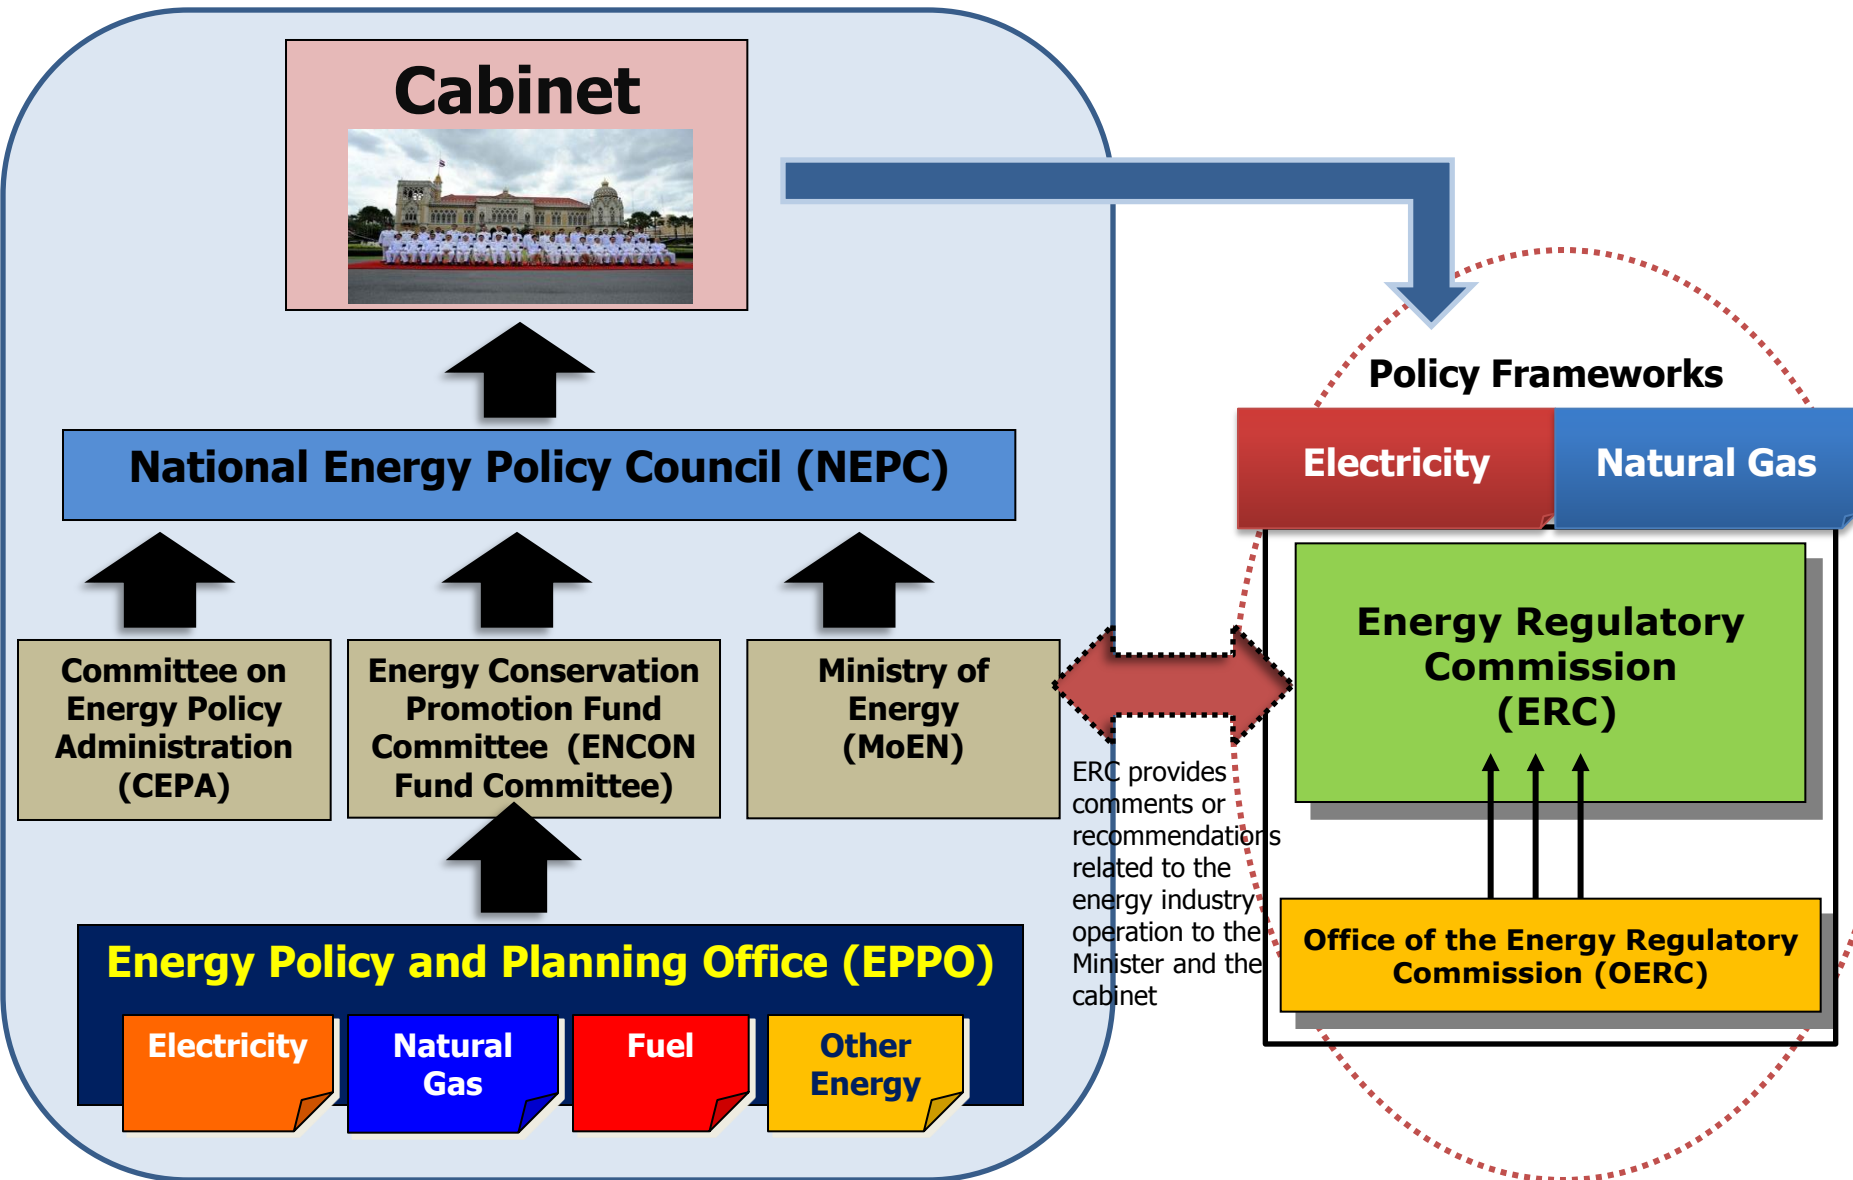 Cabinet
Policy Frameworks
Electricity
Natural Gas
National Energy Policy Council (NEPC)
Committee on
Energy Policy
Administration
(CEPA)
Energy Conservation
Promotion Fund
Committee (ENCON
Fund Committee)
Ministry of
Energy
(MoEN)
Energy Regulatory
Commission
(ERC)
ERC provides
comments or
recommendations
related to the
energy industry
operation to the
Minister and the
cabinet
Office of the Energy Regulatory
Commission (OERC)
Energy Policy and Planning Office (EPPO)
Electricity
Natural
Gas
Fuel
Other
Energy